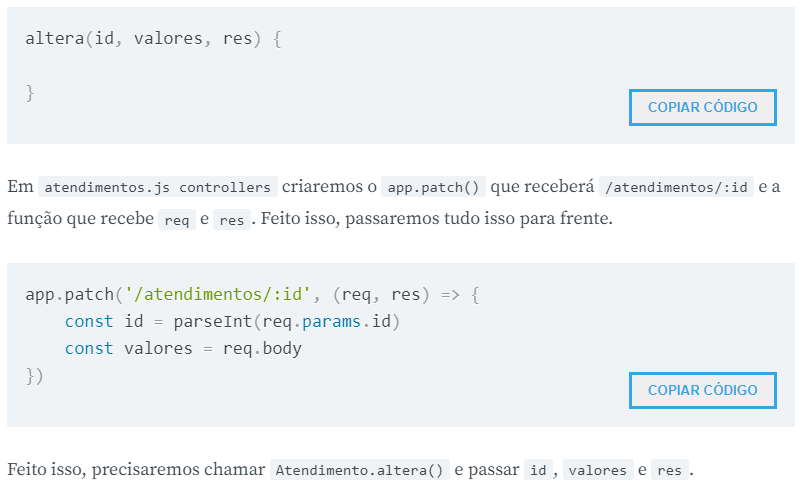 altera(id, valores, res) {
}
COPIAR CÓDIGO
Em atendimentos.js controllers criaremos o app.patch() que receberá /atendimentos/:id e a
função que recebe req e res. Feito isso, passaremos tudo isso para frente.
app.patch('/atendimentos/:id', (req, res) => {
    const id = parseInt(req.params.id)
    const valores = req.body
})
COPIAR CÓDIGO
Feito isso, precisaremos chamar Atendimento.altera() e passar id, valores e res.